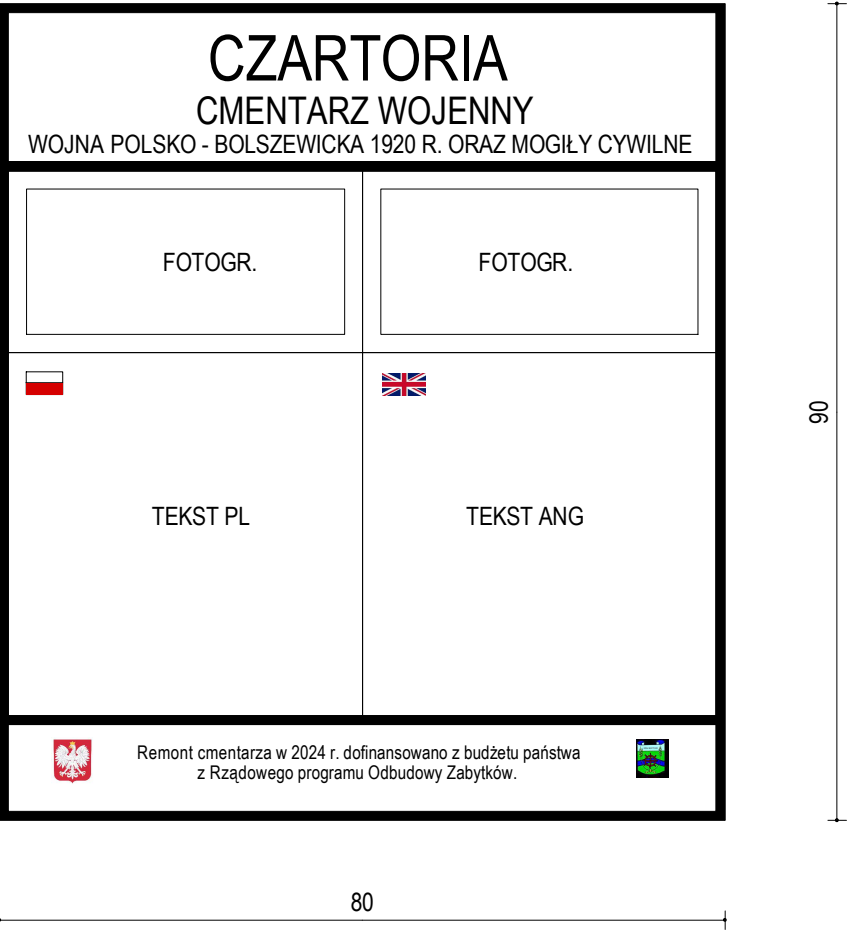 CZARTORIA
CMENTARZ WOJENNY
WOJNA POLSKO - BOLSZEWICKA 1920 R. ORAZ MOGIŁY CYWILNE
FOTOGR.
FOTOGR.
TEKST PL
TEKST ANG
Remont cmentarza w 2024 r. dofinansowano z budżetu państwa
z Rządowego programu Odbudowy Zabytków.
90
80